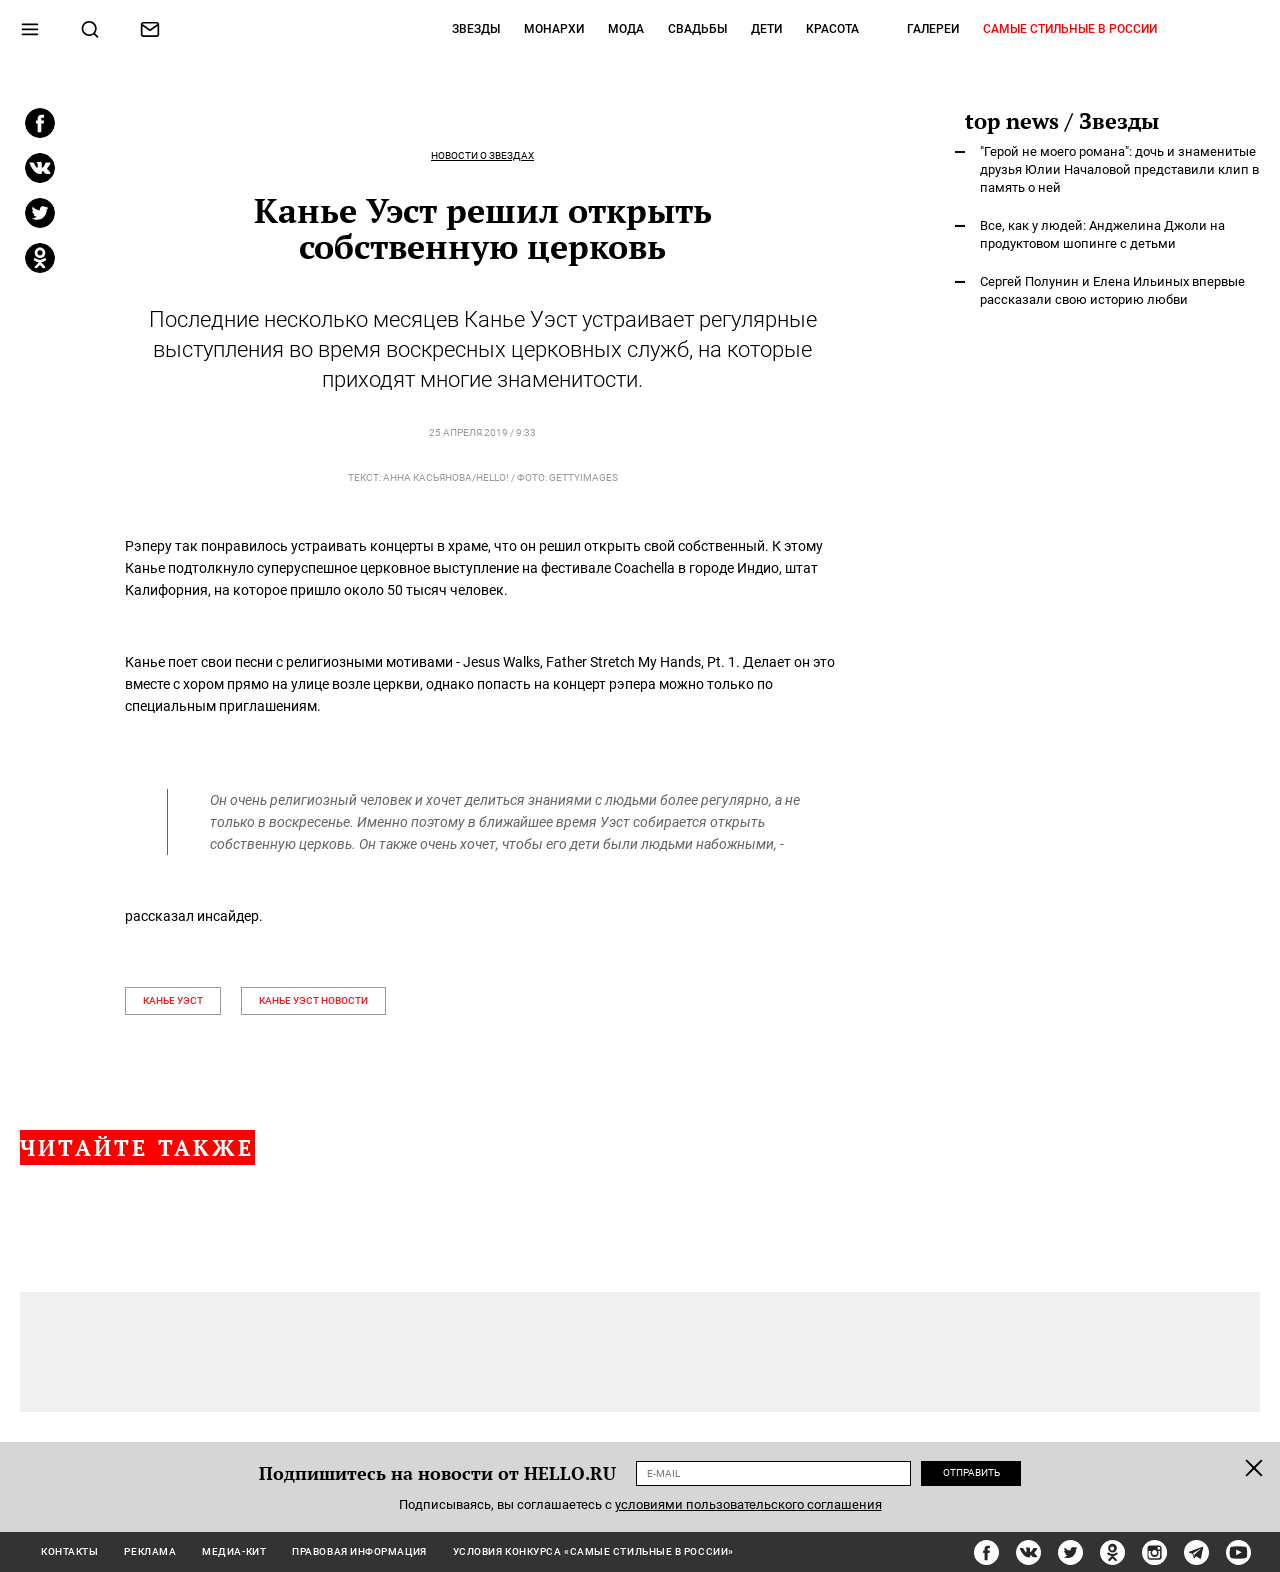 ЗВЕЗДЫ МОНАРХИ МОДА СВАДЬБЫ ДЕТИ КРАСОТА ГАЛЕРЕИ САМЫЕ СТИЛЬНЫЕ В РОССИИ
НОВОСТИ О ЗВЕЗДАХ
Канье Уэст решил открыть
собственную церковь
Последние несколько месяцев Канье Уэст устраивает регулярные
выступления во время воскресных церковных служб, на которые
приходят многие знаменитости.
25 АПРЕЛЯ 2019 / 9:33
ТЕКСТ: АННА КАСЬЯНОВА/HELLO! / ФОТО: GETTYIMAGES
Рэперу так понравилось устраивать концерты в храме, что он решил открыть свой собственный. К этому
Канье подтолкнуло суперуспешное церковное выступление на фестивале Coachella в городе Индио, штат
Калифорния, на которое пришло около 50 тысяч человек.
Канье поет свои песни с религиозными мотивами - Jesus Walks, Father Stretch My Hands, Pt. 1. Делает он это
вместе с хором прямо на улице возле церкви, однако попасть на концерт рэпера можно только по
специальным приглашениям.
Он очень религиозный человек и хочет делиться знаниями с людьми более регулярно, а не
только в воскресенье. Именно поэтому в ближайшее время Уэст собирается открыть
собственную церковь. Он также очень хочет, чтобы его дети были людьми набожными, -
рассказал инсайдер.
КАНЬЕ УЭСТ КАНЬЕ УЭСТ НОВОСТИ
top news / Звезды
"Герой не моего романа": дочь и знаменитые
друзья Юлии Началовой представили клип в
память о ней
Все, как у людей: Анджелина Джоли на
продуктовом шопинге с детьми
Сергей Полунин и Елена Ильиных впервые
рассказали свою историю любви
ЧИТАЙТЕ ТАКЖЕ
Подпишитесь на новости от HELLO.RU E-MAIL ОТПРАВИТЬ
Подписываясь, вы соглашаетесь с условиями пользовательского соглашения
КОНТАКТЫ РЕКЛАМА МЕДИА-КИТ ПРАВОВАЯ ИНФОРМАЦИЯ УСЛОВИЯ КОНКУРСА «САМЫЕ СТИЛЬНЫЕ В РОССИИ»